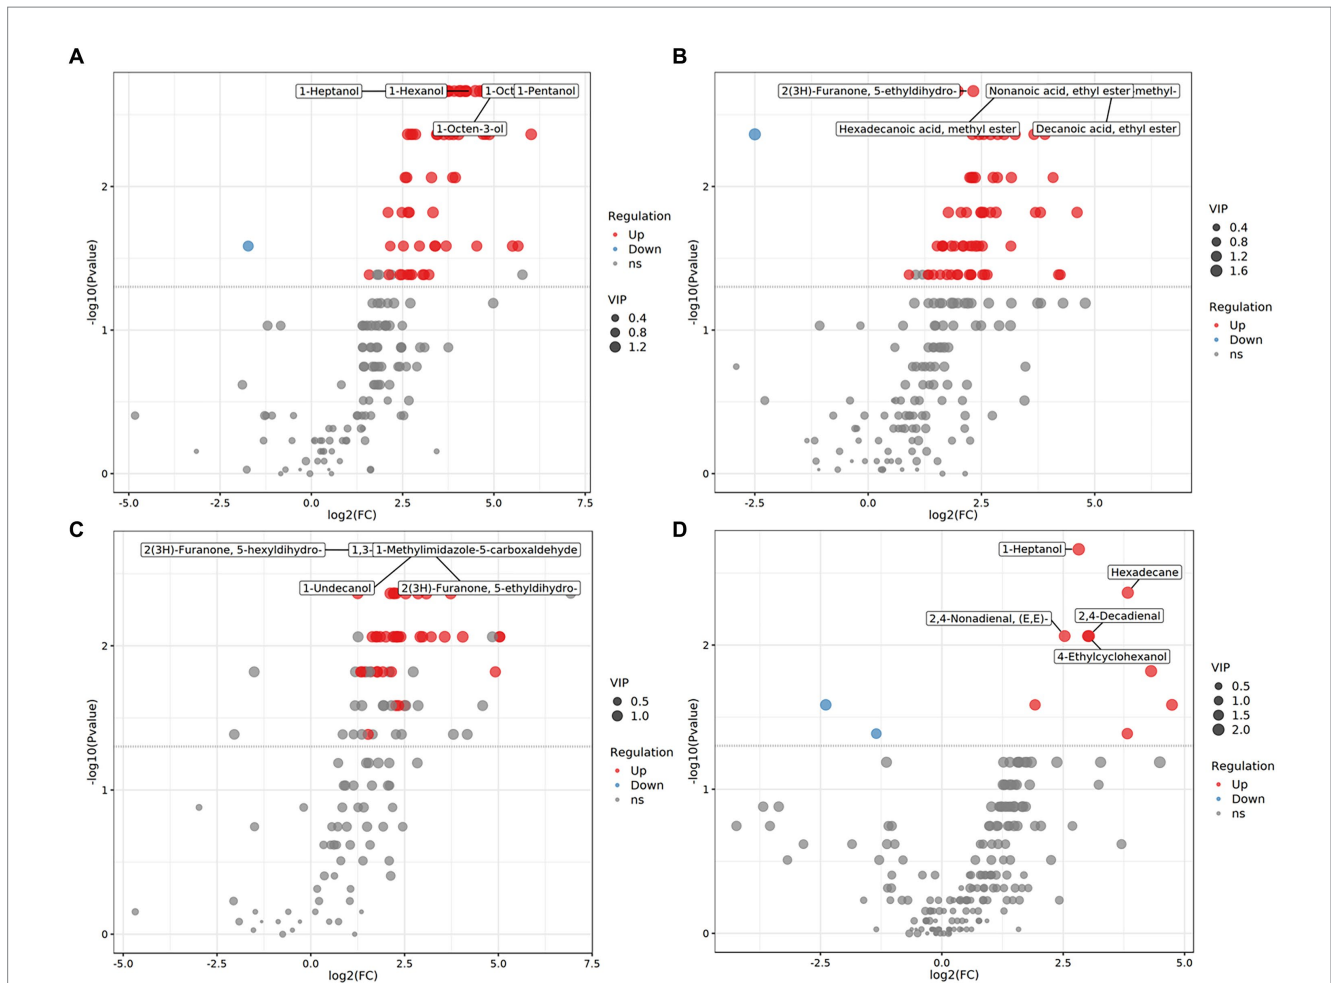 A
1-Heptanol
1-Hexanol
1-Oct
1-Pentanol
1-Octen-3-ol
2
1
0
-log10(Pvalue)
-5.0
-2.5
0.0
2.5
5.0
7.5
log2(FC)
Regulation
Up
Down
ns
VIP
0.4
0.8
1.2
B
2(3H)-Furanone, 5-ethyldihydro-
Nonanoic acid, ethyl ester
methyl-
Hexadecanoic acid, methyl ester
Decanoic acid, ethyl ester
2
1
0
-log10(Pvalue)
-2.5
0.0
2.5
5.0
log2(FC)
VIP
0.4
0.8
1.2
1.6
Regulation
Up
Down
ns
C
2(3H)-Furanone, 5-hexyldihydro-
1,3-
1-Methylimidazole-5-carboxaldehyde
1-Undecanol
2(3H)-Furanone, 5-ethyldihydro-
2
1
0
-log10(Pvalue)
-5.0
-2.5
0.0
2.5
5.0
7.5
log2(FC)
VIP
0.5
1.0
Regulation
Up
Down
ns
D
1-Heptanol
Hexadecane
2,4-Nonadienal, (E,E)-
2,4-Decadienal
4-Ethylcyclohexanol
2
1
0
-log10(Pvalue)
-2.5
0.0
2.5
5.0
log2(FC)
VIP
0.5
1.0
1.5
2.0
Regulation
Up
Down
ns